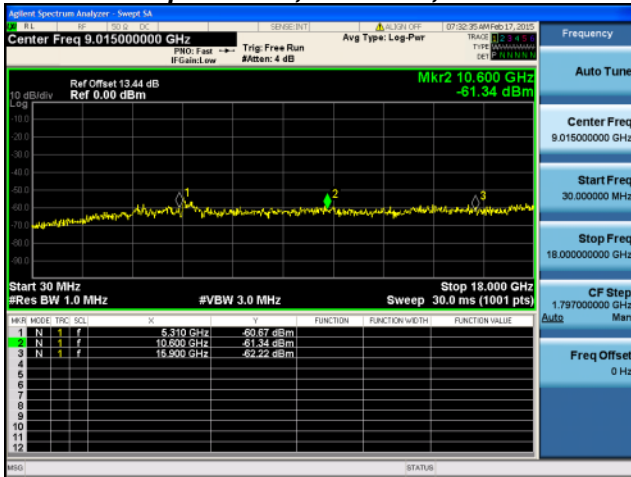 Agilent Spectrum Analyzer - Swept SA
RL RF 50 Ω DC SENSE:INT ALIGN OFF 07:32:35 AM Feb 17, 2015
Center Freq 9.015000000 GHz
PNO: Fast
IFGain:Low
Trig: Free Run
#Atten: 4 dB
Avg Type: Log-Pwr
TRACE 1 2 3 4 5 6
TYPE
DET P N N N N N
Ref Offset 13.44 dB
Ref 0.00 dBm
10 dB/div
Log
Mkr2 10.600 GHz
-61.34 dBm
-10.0
-20.0
-30.0
-40.0
-50.0
-60.0
-70.0
-80.0
-90.0
1
2
3
Start 30 MHz
Stop 18.000 GHz
#Res BW 1.0 MHz #VBW 3.0 MHz Sweep 30.0 ms (1001 pts)
MKR MODE TRC SCL X Y FUNCTION FUNCTION WIDTH FUNCTION VALUE
1 N 1 f 5.310 GHz -60.67 dBm
2 N 1 f 10.600 GHz -61.34 dBm
3 N 1 f 15.900 GHz -62.22 dBm
4
5
6
7
8
9
10
11
12
MSG STATUS
Frequency
Auto Tune
Center Freq
9.015000000 GHz
Start Freq
30.000000 MHz
Stop Freq
18.000000000 GHz
CF Step
1.797000000 GHz
Auto Man
Freq Offset
0 Hz